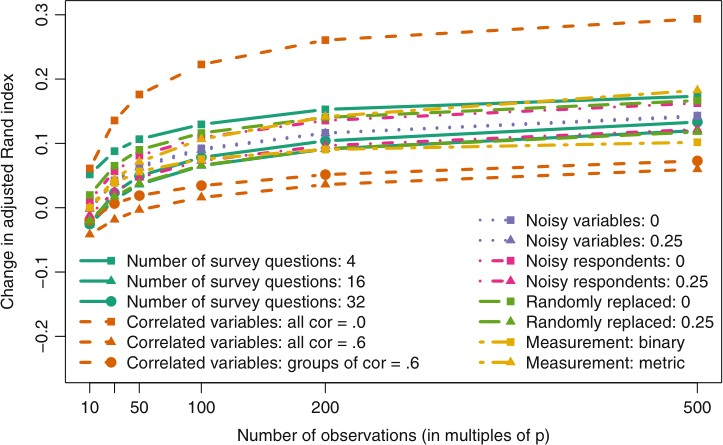 Change in adjusted Rand index
0.3
0.2
0.1
0.0
−0.1
−0.2
Number of survey questions: 4
Number of survey questions: 16
Number of survey questions: 32
Correlated variables: all cor = .0
Correlated variables: all cor = .6
Correlated variables: groups of cor = .6
Noisy variables: 0
Noisy variables: 0.25
Noisy respondents: 0
Noisy respondents: 0.25
Randomly replaced: 0
Randomly replaced: 0.25
Measurement: binary
Measurement: metric
10 50 100 200 500
Number of observations (in multiples of p)